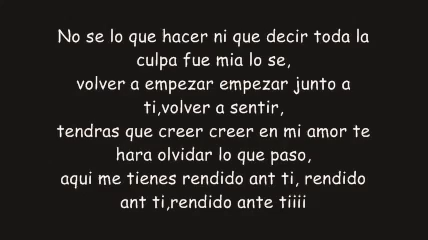 No se lo que hacer ni que decir toda la
culpa fue mia lo se,
volver a empezar empezar junto a
ti,volver a sentir,
tendras que creer creer en mi amor te
hara olvidar lo que paso,
aqui me tienes rendido ant ti, rendido
ant ti,rendido ante tiiii